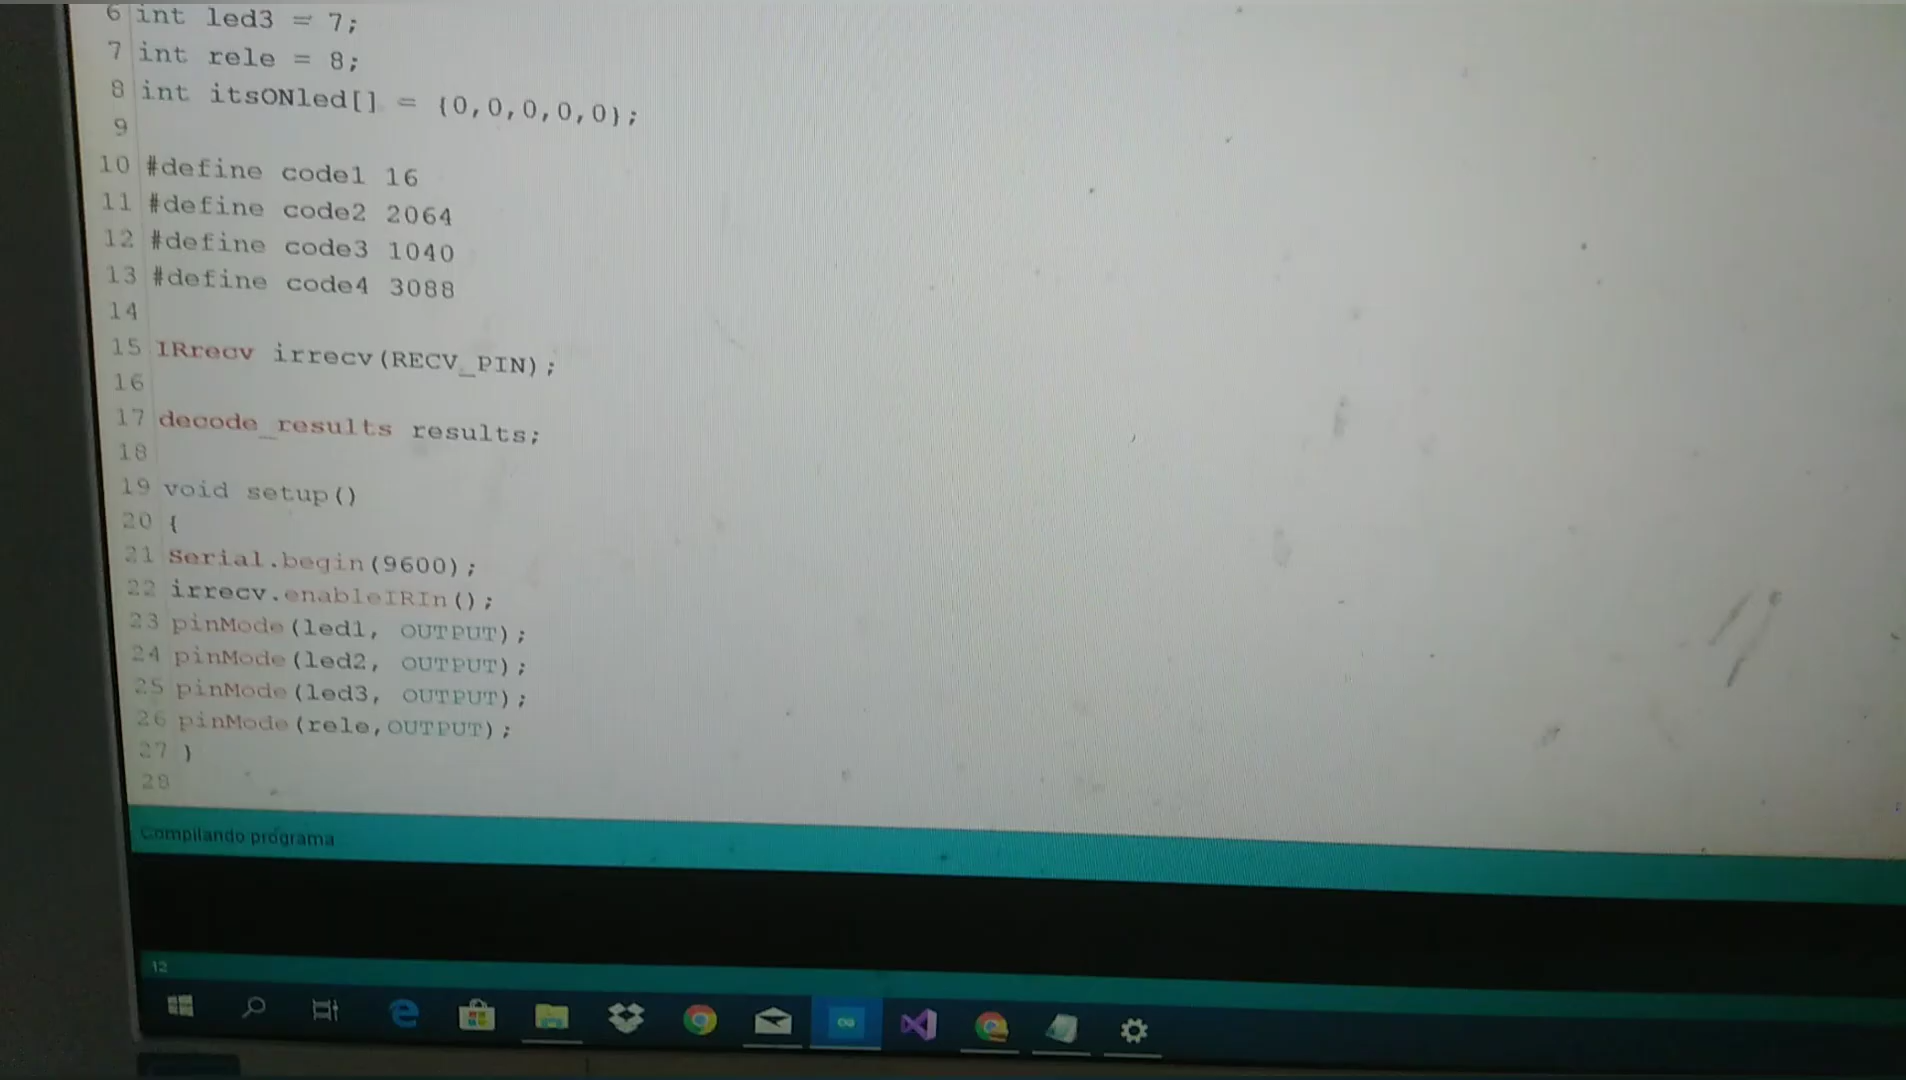 6 int led3 = 7;
7 int rele = 8;
8 int itsONled[] = {0,0,0,0,0};
9
10 #define code1 16
11 #define code2 2064
12 #define code3 1040
13 #define code4 3088
14
15 IRrecv irrecv(RECV_PIN);
16
17 decode_results results;
18
19 void setup()
20 {
21 Serial.begin(9600);
22 irrecv.enableIRIn();
23 pinMode(led1, OUTPUT);
24 pinMode(led2, OUTPUT);
25 pinMode(led3, OUTPUT);
26 pinMode(rele,OUTPUT);
27 }
28
Compilando programa
12